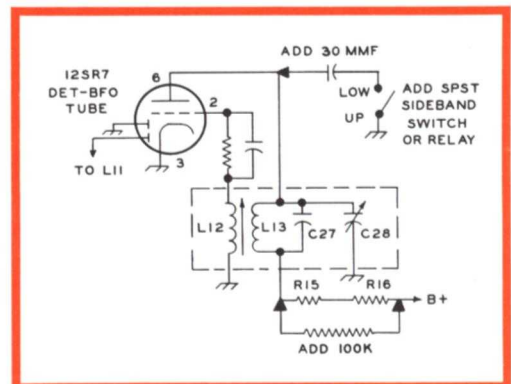 ADD 30 MMF
12SR7
DET-BFO
TUBE
6
2
3
LOW
UP
ADD SPST
SIDEBAND
SWITCH
OR RELAY
TO L11
L12
L13
C27
C28
R15
R16
B+
ADD 100K